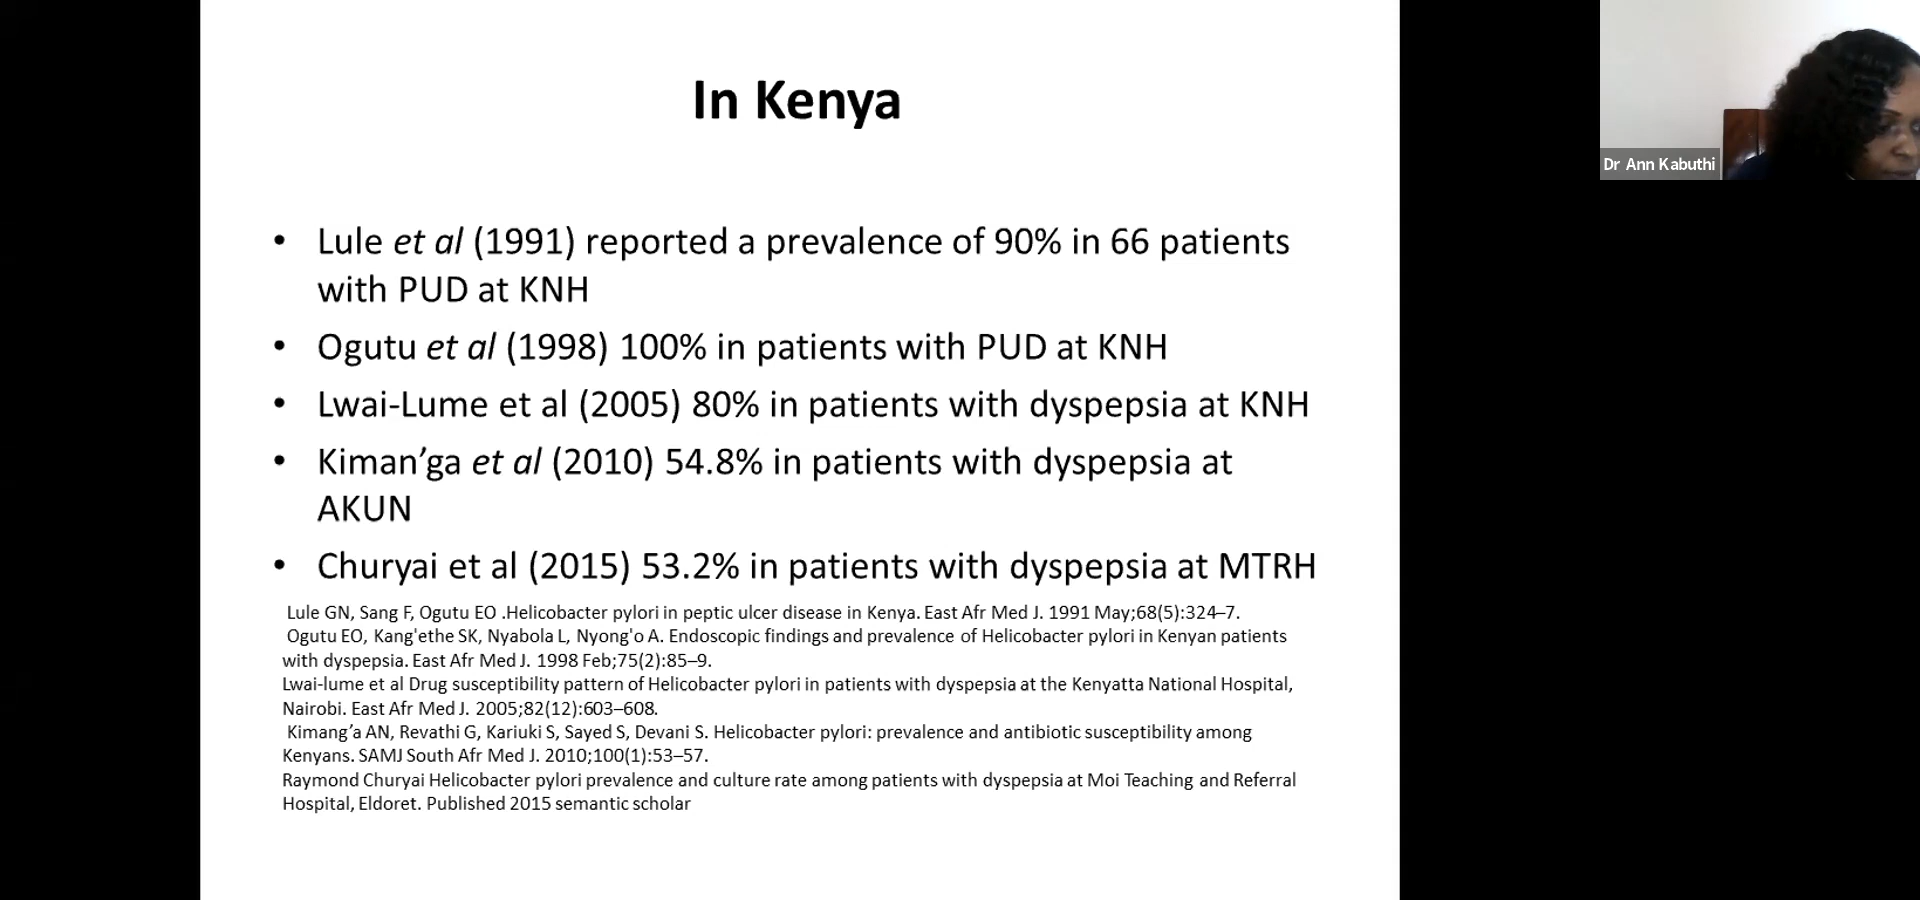 In Kenya
Dr Ann Kabuthi
• Lule et al (1991) reported a prevalence of 90% in 66 patients
with PUD at KNH
• Ogutu et al (1998) 100% in patients with PUD at KNH
• Lwai-Lume et al (2005) 80% in patients with dyspepsia at KNH
• Kiman’ga et al (2010) 54.8% in patients with dyspepsia at
AKUN
• Churyai et al (2015) 53.2% in patients with dyspepsia at MTRH
Lule GN, Sang F, Ogutu EO .Helicobacter pylori in peptic ulcer disease in Kenya. East Afr Med J. 1991 May;68(5):324–7.
Ogutu EO, Kang'ethe SK, Nyabola L, Nyong'o A. Endoscopic findings and prevalence of Helicobacter pylori in Kenyan patients
with dyspepsia. East Afr Med J. 1998 Feb;75(2):85–9.
Lwai-lume et al Drug susceptibility pattern of Helicobacter pylori in patients with dyspepsia at the Kenyatta National Hospital,
Nairobi. East Afr Med J. 2005;82(12):603–608.
Kimang’a AN, Revathi G, Kariuki S, Sayed S, Devani S. Helicobacter pylori: prevalence and antibiotic susceptibility among
Kenyans. SAMJ South Afr Med J. 2010;100(1):53–57.
Raymond Churyai Helicobacter pylori prevalence and culture rate among patients with dyspepsia at Moi Teaching and Referral
Hospital, Eldoret. Published 2015 semantic scholar